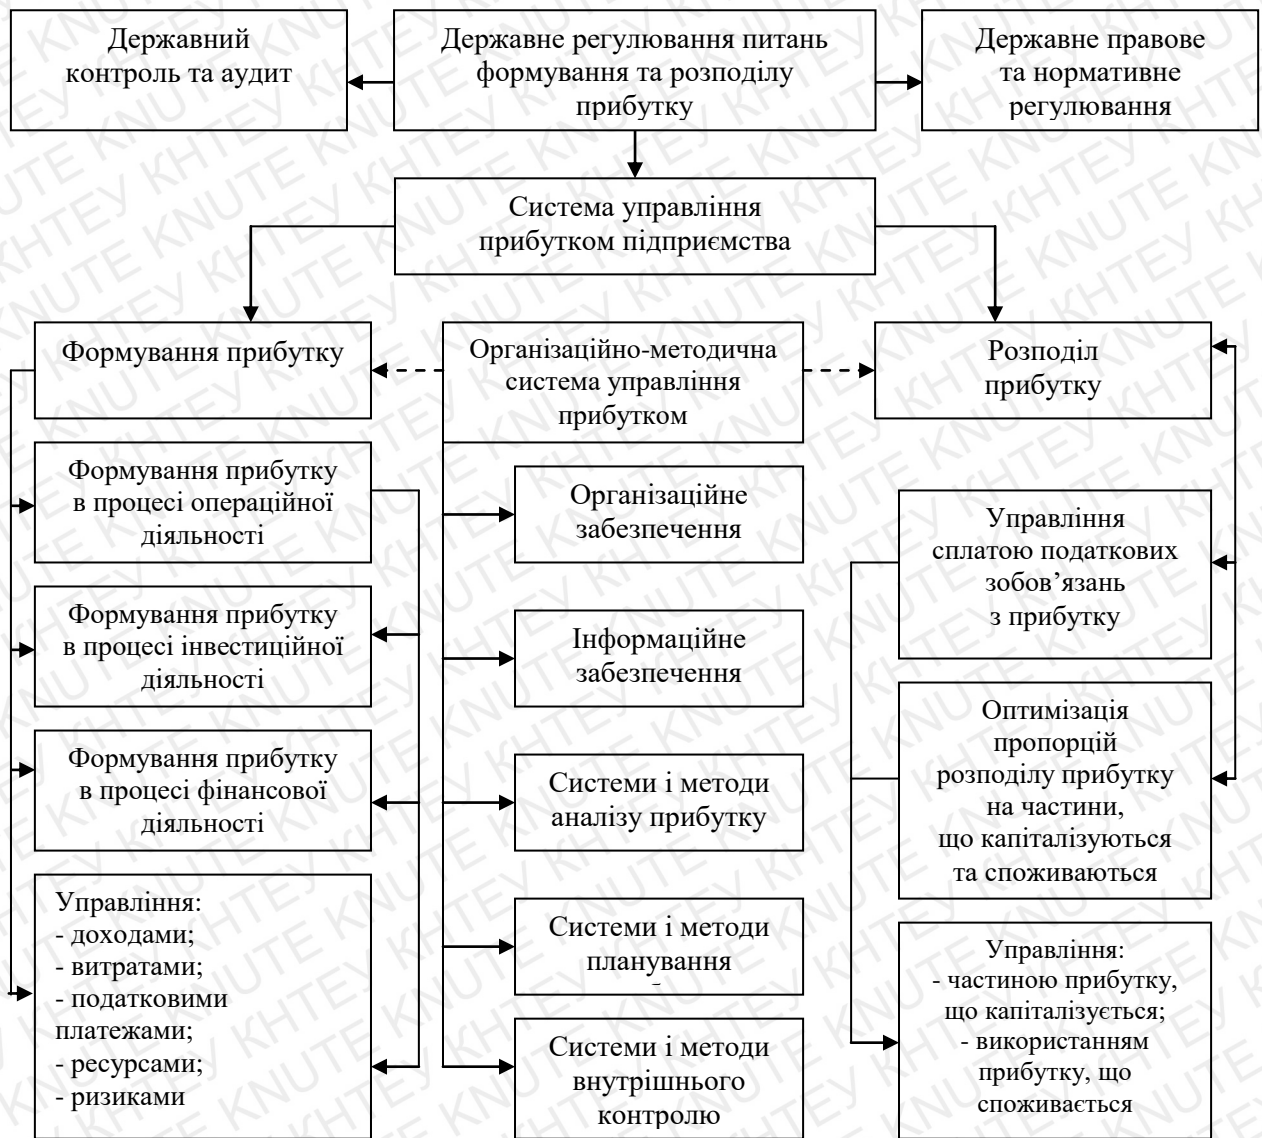 Державний
контроль та аудит
Державне регулювання питань
формування та розподілу
прибутку
Державне правове
та нормативне
регулювання
Система управління
прибутком підприємства
Формування прибутку
Організаційно-методична
система управління
прибутком
Розподіл
прибутку
Формування прибутку
в процесі операційної
діяльності
Формування прибутку
в процесі інвестиційної
діяльності
Формування прибутку
в процесі фінансової
діяльності
Управління:
- доходами;
- витратами;
- податковими
платежами;
- ресурсами;
- ризиками
Організаційне
забезпечення
Інформаційне
забезпечення
Системи і методи
аналізу прибутку
Системи і методи
планування
Системи і методи
внутрішнього
контролю
Управління
сплатою податкових
зобов’язань
з прибутку
Оптимізація
пропорцій
розподілу прибутку
на частини,
що капіталізуються
та споживаються
Управління:
- частиною прибутку,
що капіталізується;
- використанням
прибутку, що
споживається